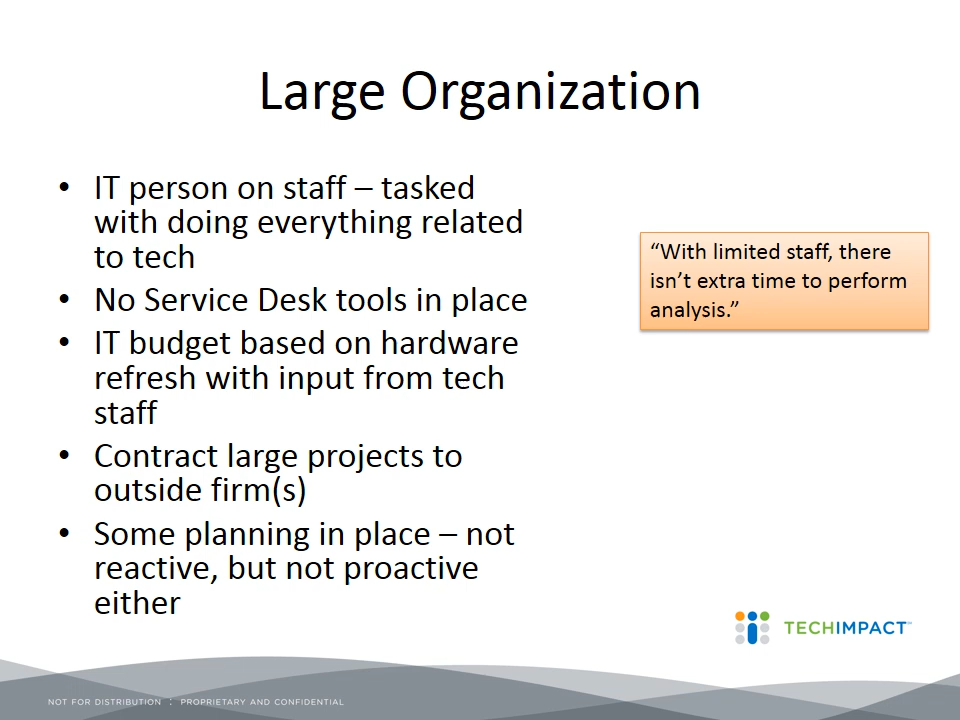 Large Organization
• IT person on staff – tasked
with doing everything related
to tech
• No Service Desk tools in place
• IT budget based on hardware
refresh with input from tech
staff
• Contract large projects to
outside firm(s)
• Some planning in place – not
reactive, but not proactive
either
“With limited staff, there
isn’t extra time to perform
analysis.”
TECHIMPACT™
NOT FOR DISTRIBUTION : PROPRIETARY AND CONFIDENTIAL